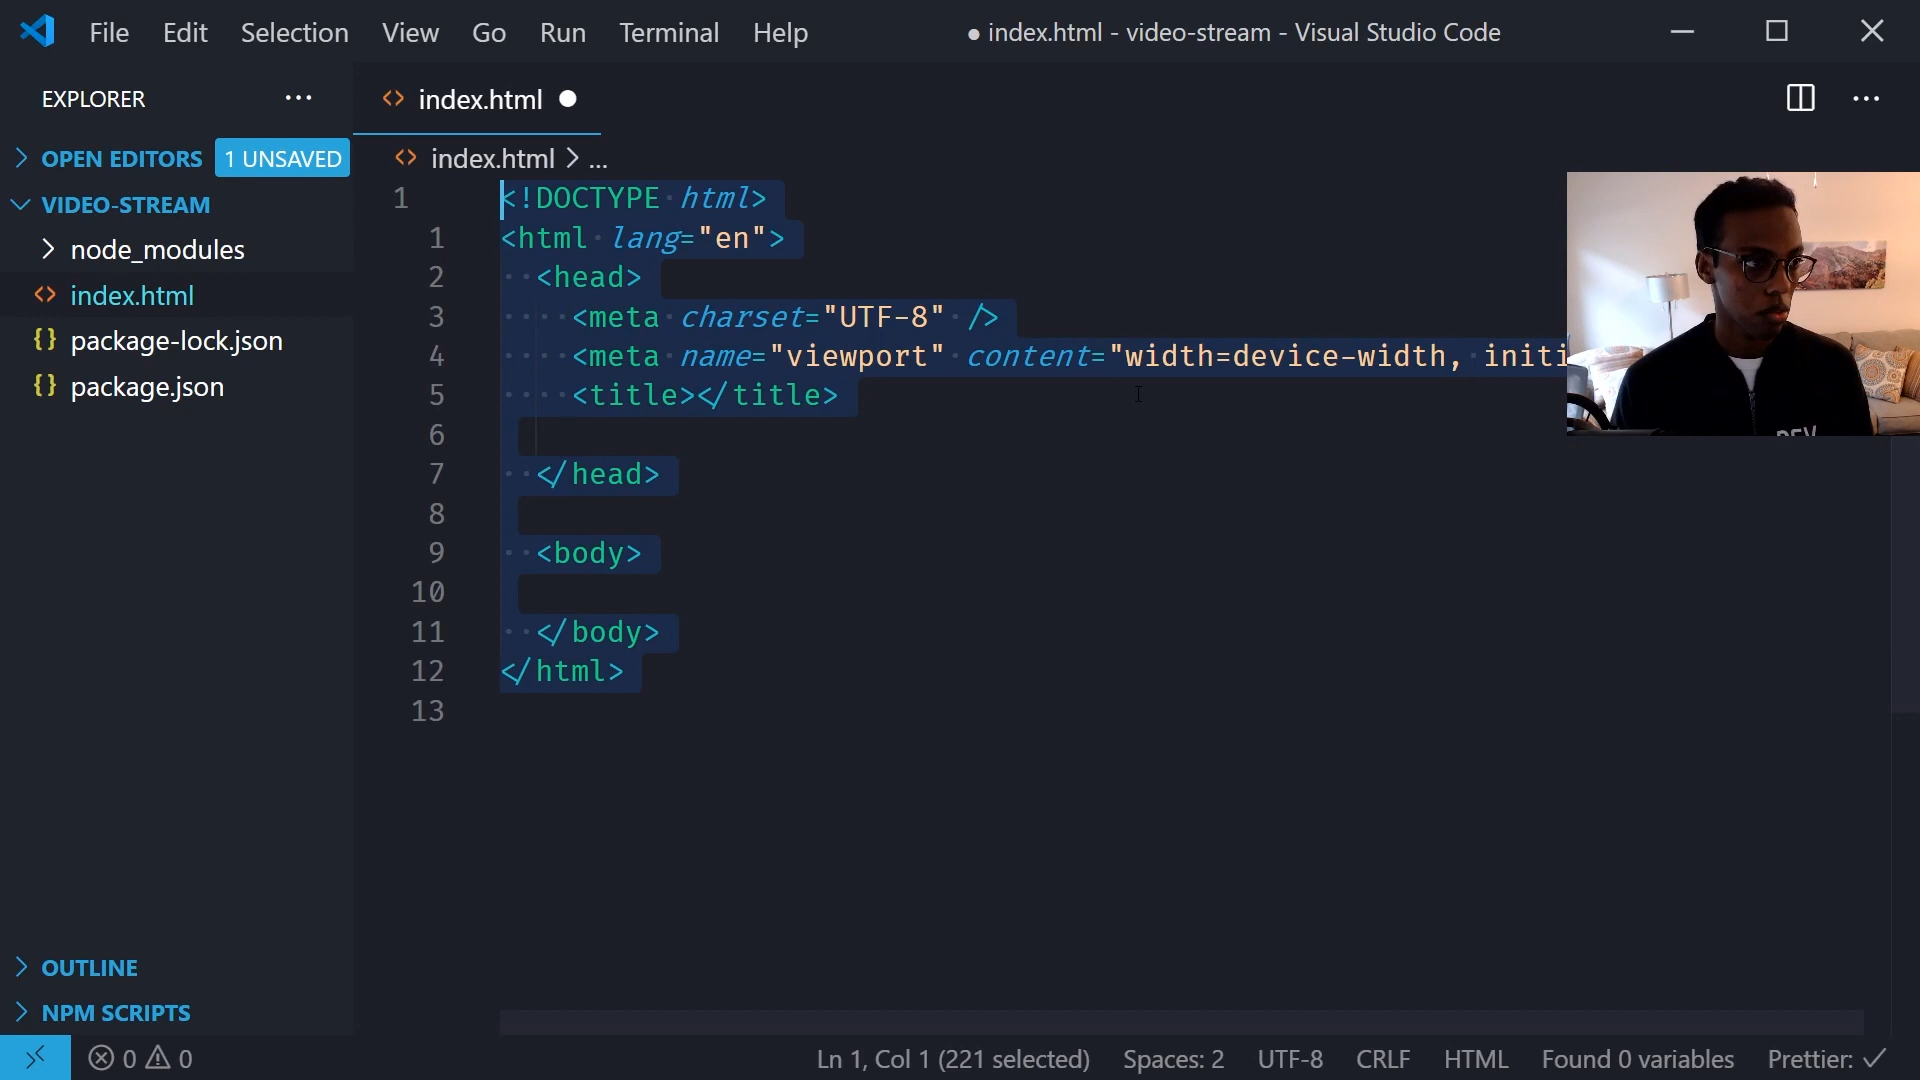 File Edit Selection View Go Run Terminal Help
● index.html - video-stream - Visual Studio Code
EXPLORER
OPEN EDITORS 1 UNSAVED
VIDEO-STREAM
node_modules
index.html
package-lock.json
package.json
OUTLINE
NPM SCRIPTS
index.html
index.html > ...
1 <!DOCTYPE html>
1 <html lang="en">
2 <head>
3 <meta charset="UTF-8" />
4 <meta name="viewport" content="width=device-width, initi
5 <title></title>
6
7 </head>
8
9 <body>
10
11 </body>
12 </html>
13
0 0
Ln 1, Col 1 (221 selected) Spaces: 2 UTF-8 CRLF HTML Found 0 variables Prettier: ✓